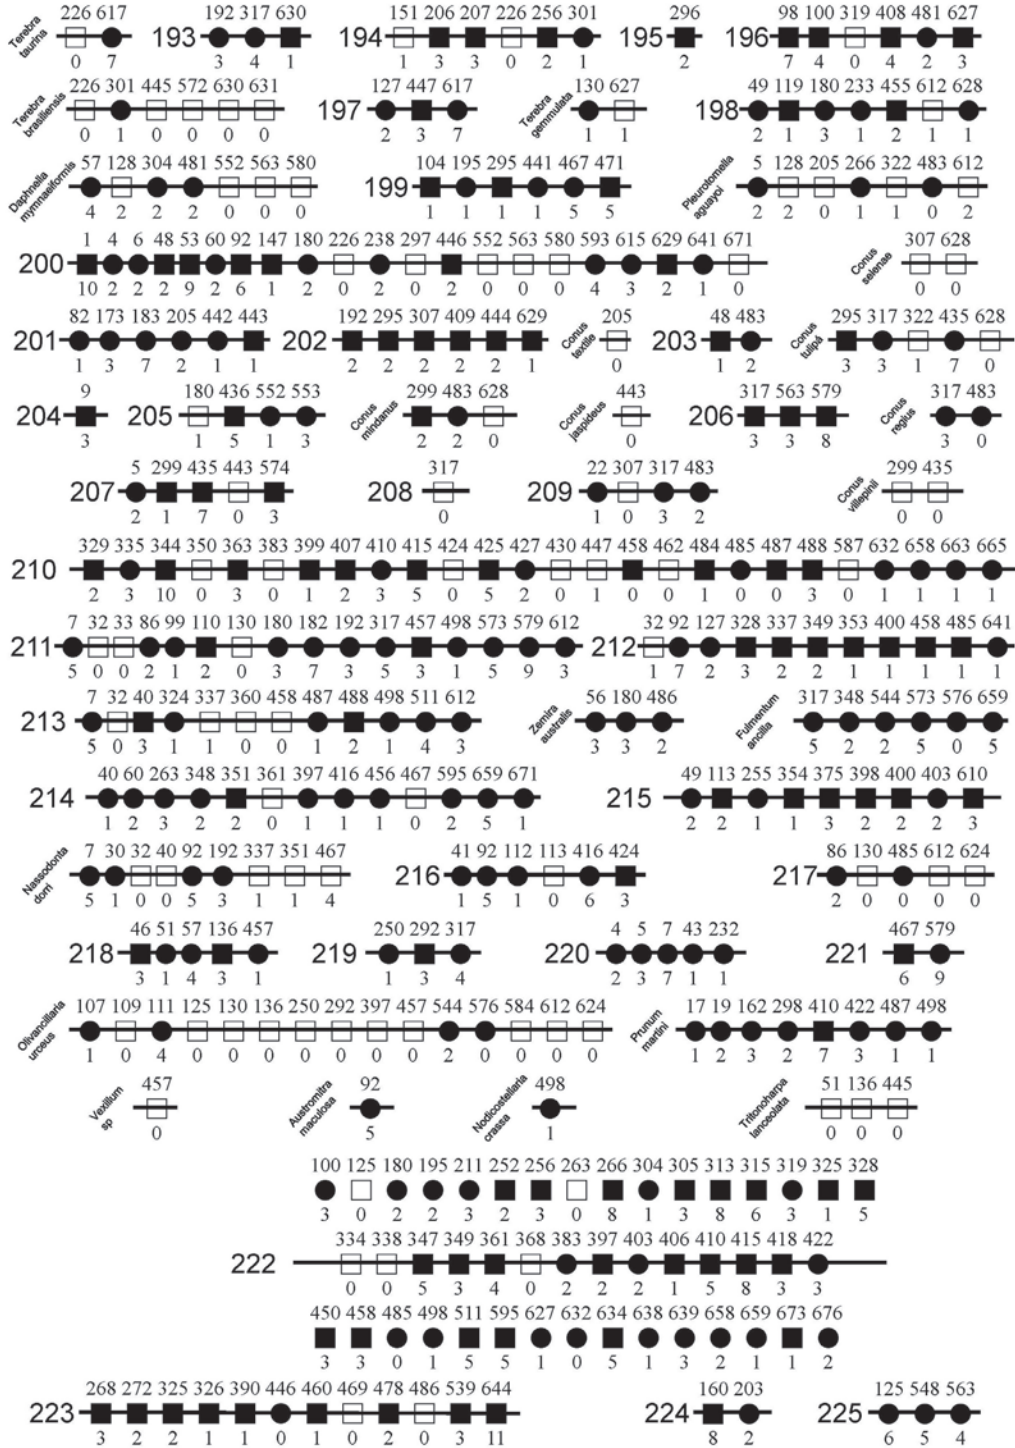 Terebra taurina 226 617
0 7
193 192 317 630
3 4 1
194 151 206 207 226 256 301
1 3 3 0 2 1
195 296
2
196 98 100 319 408 481 627
7 4 0 4 2 3
Terebra brasiliensis 226 301 445 572 630 631
0 1 0 0 0 0
197 127 447 617
2 3 7
Terebra gemmulata 130 627
1 1
198 49 119 180 233 455 612 628
2 1 3 1 2 1 1
Daphnella mymnaeiformis 57 128 304 481 552 563 580
4 2 2 2 0 0 0
199 104 195 295 441 467 471
1 1 1 1 5 5
Pleurotomella aguayoi 5 128 205 266 322 483 612
2 2 0 1 1 0 2
200 1 4 6 48 53 60 92 147 180 226 238 297 446 552 563 580 593 615 629 641 671
10 2 2 2 9 2 6 1 2 0 2 0 2 0 0 0 4 3 2 1 0
Conus selenae 307 628
0 0
201 82 173 183 205 442 443
1 3 7 2 1 1
202 192 295 307 409 444 629
2 2 2 2 2 1
Conus textile 205
0
203 48 483
1 2
Conus tulipá 295 317 322 435 628
3 3 1 7 0
204 9
3
205 180 436 552 553
1 5 1 3
Conus mindanus 299 483 628
2 2 0
Conus jaspideus 443
0
206 317 563 579
3 3 8
Conus regius 317 483
3 0
207 5 299 435 443 574
2 1 7 0 3
208 317
0
209 22 307 317 483
1 0 3 2
Conus villepinii 299 435
0 0
210 329 335 344 350 363 383 399 407 410 415 424 425 427 430 447 458 462 484 485 487 488 587 632 658 663 665
2 3 10 0 3 0 1 2 3 5 0 5 2 0 1 0 0 1 0 0 3 0 1 1 1 1
211 7 32 33 86 99 110 130 180 182 192 317 457 498 573 579 612
5 0 0 2 1 2 0 3 7 3 5 3 1 5 9 3
212 32 92 127 328 337 349 353 400 458 485 641
1 7 2 3 2 2 1 1 1 1 1
213 7 32 40 324 337 360 458 487 488 498 511 612
5 0 3 1 1 0 0 1 2 1 4 3
Zemira australis 56 180 486
3 3 2
Fulmentum ancilla 317 348 544 573 576 659
5 2 2 5 0 5
214 40 60 263 348 351 361 397 416 456 467 595 659 671
1 2 3 2 2 0 1 1 1 0 2 5 1
215 49 113 255 354 375 398 400 403 610
2 2 1 1 3 2 2 2 3
Nassodonta dorri 7 30 32 40 92 192 337 351 467
5 1 0 0 5 3 1 1 4
216 41 92 112 113 416 424
1 5 1 0 6 3
217 86 130 485 612 624
2 0 0 0 0
218 46 51 57 136 457
3 1 4 3 1
219 250 292 317
1 3 4
220 4 5 7 43 232
2 3 7 1 1
221 467 579
6 9
Olivancillaria urceus 107 109 111 125 130 136 250 292 397 457 544 576 584 612 624
1 0 4 0 0 0 0 0 0 0 2 0 0 0 0
Prunum martini 17 19 162 298 410 422 487 498
1 2 3 2 7 3 1 1
Vexillum sp 457
0
Austromitra maculosa 92
5
Nodicostellaria crassa 498
1
Tritonoharpa lanceolata 51 136 445
0 0 0
100 125 180 195 211 252 256 263 266 304 305 313 315 319 325 328
3 0 2 2 3 2 3 0 8 1 3 8 6 3 1 5
222 334 338 347 349 361 368 383 397 403 406 410 415 418 422
0 0 5 3 4 0 2 2 2 1 5 8 3 3
450 458 485 498 511 595 627 632 634 638 639 658 659 673 676
3 3 0 1 5 5 1 0 5 1 3 2 1 1 2
223 268 272 325 326 390 446 460 469 478 486 539 644
3 2 2 1 1 0 1 0 2 0 3 11
224 160 203
8 2
225 125 548 563
6 5 4